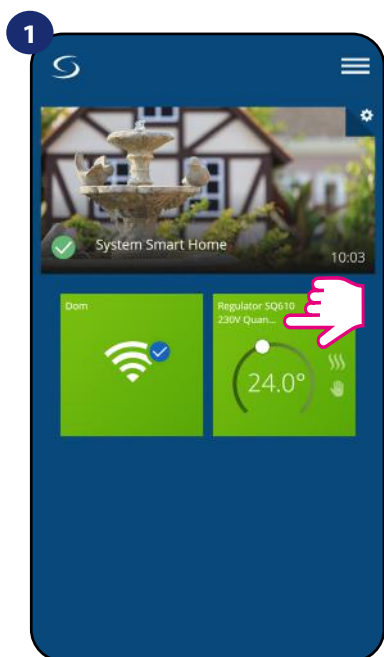 1
System Smart Home
10:03
Dom
Regulator SQ610
230V Quan...
24.0°